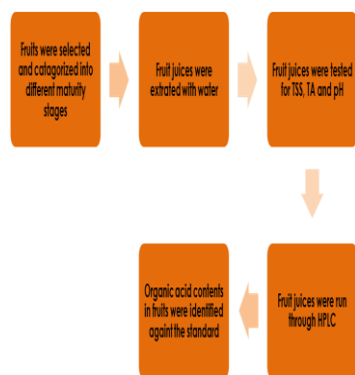 Fruits were selected
and catagorized into
different maturity
stages
Fruit juices were
extrated with water
Fruit juices were tested
for TSS, TA and pH
Fruit juices were run
through HPLC
Organic acid contents
in fruits were identified
againt the standard